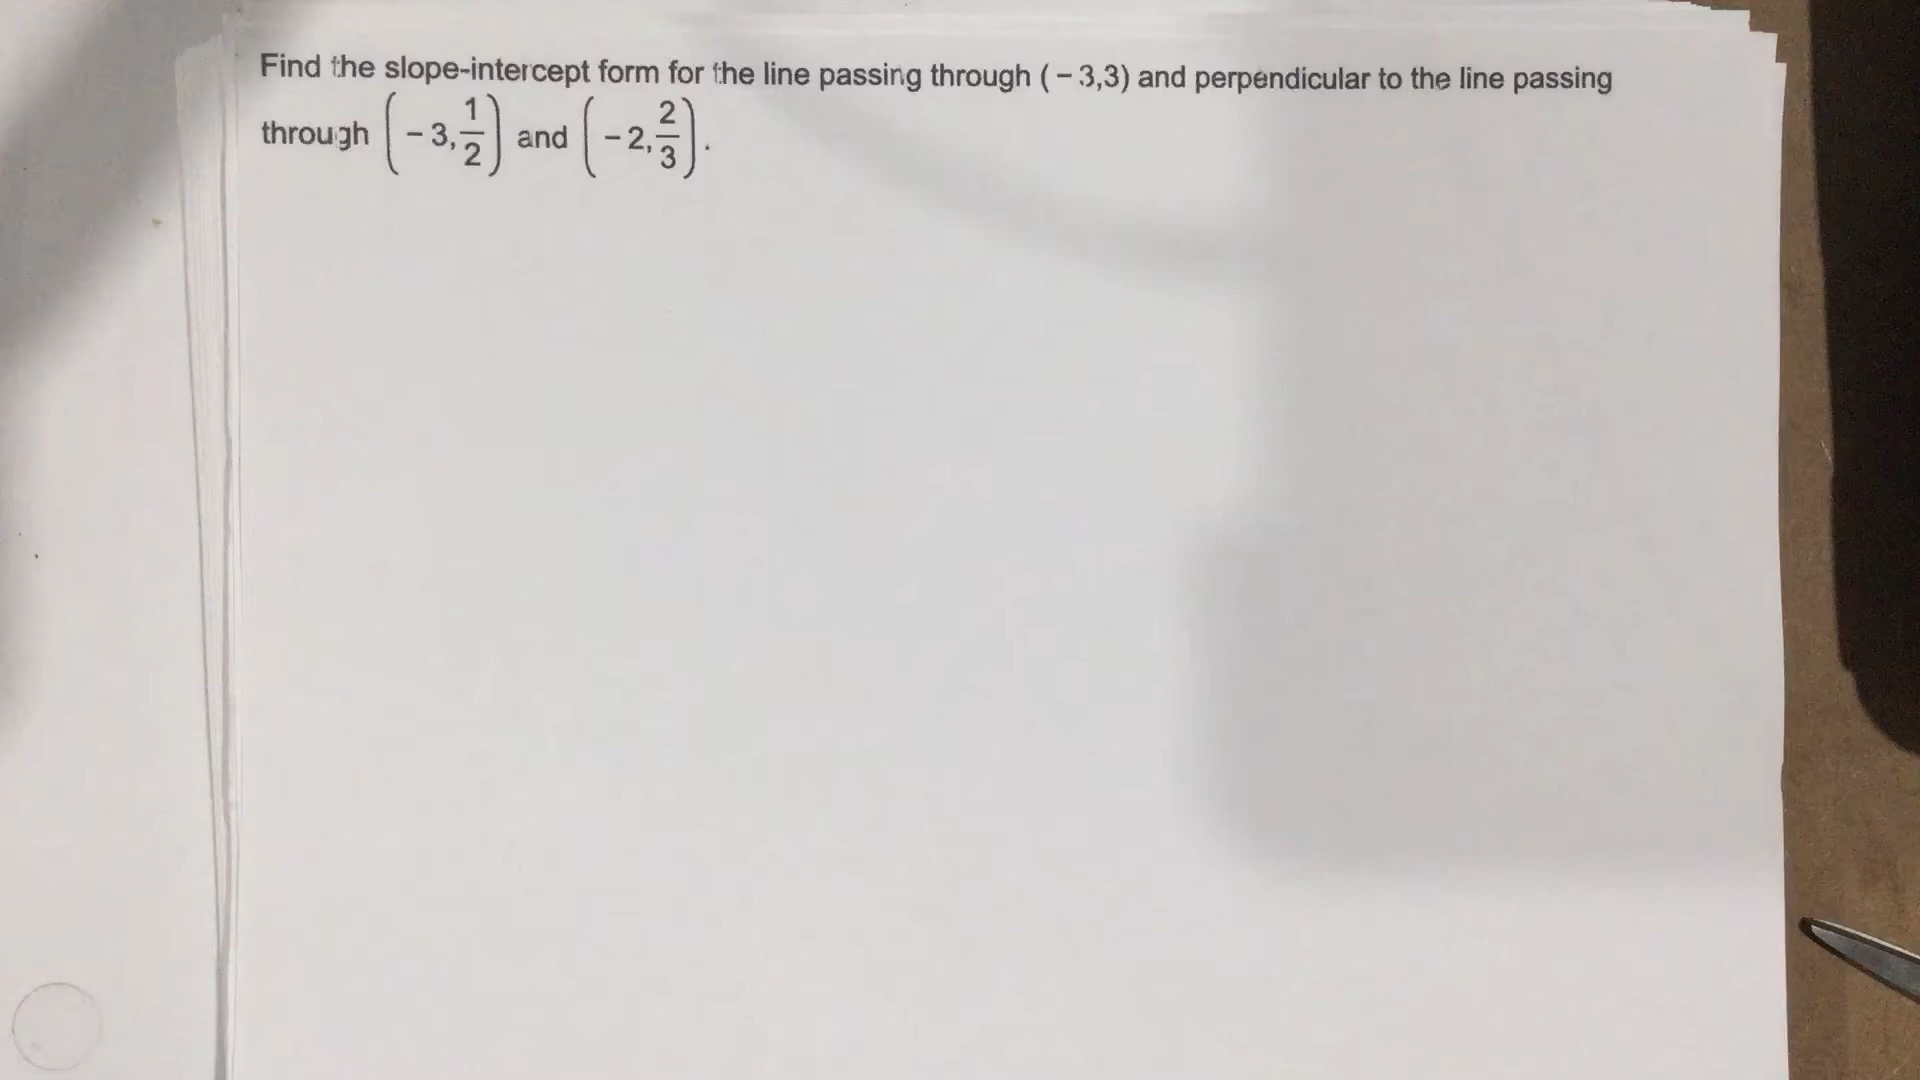 Find the slope-intercept form for the line passing through (-3,3) and perpendicular to the line passing
through (-3, 1/2) and (-2, 2/3).